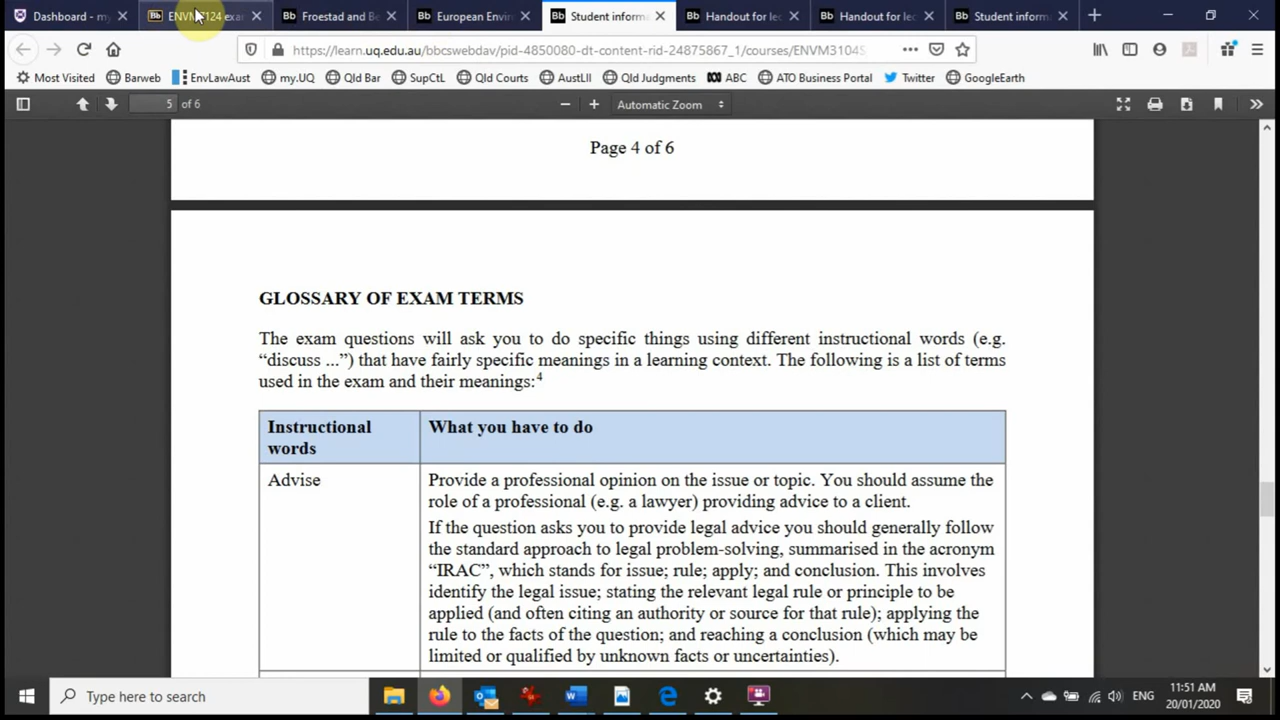 Dashboard - my
ENVM7124 exam
Froestad and Be
European Enviro
Student informa
Handout for lec
Handout for lec
Student informa
https://learn.uq.edu.au/bbcswebdav/pid-4850080-dt-content-rid-24875867_1/courses/ENVM3104S
Most Visited Barweb EnvLawAust my.UQ Qld Bar SupCtL Qld Courts AustLII Qld Judgments ABC ATO Business Portal Twitter GoogleEarth
5 of 6 Automatic Zoom
Page 4 of 6
GLOSSARY OF EXAM TERMS
The exam questions will ask you to do specific things using different instructional words (e.g.
“discuss ...”) that have fairly specific meanings in a learning context. The following is a list of terms
used in the exam and their meanings:4
Instructional
words
What you have to do
Advise
Provide a professional opinion on the issue or topic. You should assume the
role of a professional (e.g. a lawyer) providing advice to a client.
If the question asks you to provide legal advice you should generally follow
the standard approach to legal problem-solving, summarised in the acronym
“IRAC”, which stands for issue; rule; apply; and conclusion. This involves
identify the legal issue; stating the relevant legal rule or principle to be
applied (and often citing an authority or source for that rule); applying the
rule to the facts of the question; and reaching a conclusion (which may be
limited or qualified by unknown facts or uncertainties).
Type here to search
ENG
11:51 AM
20/01/2020